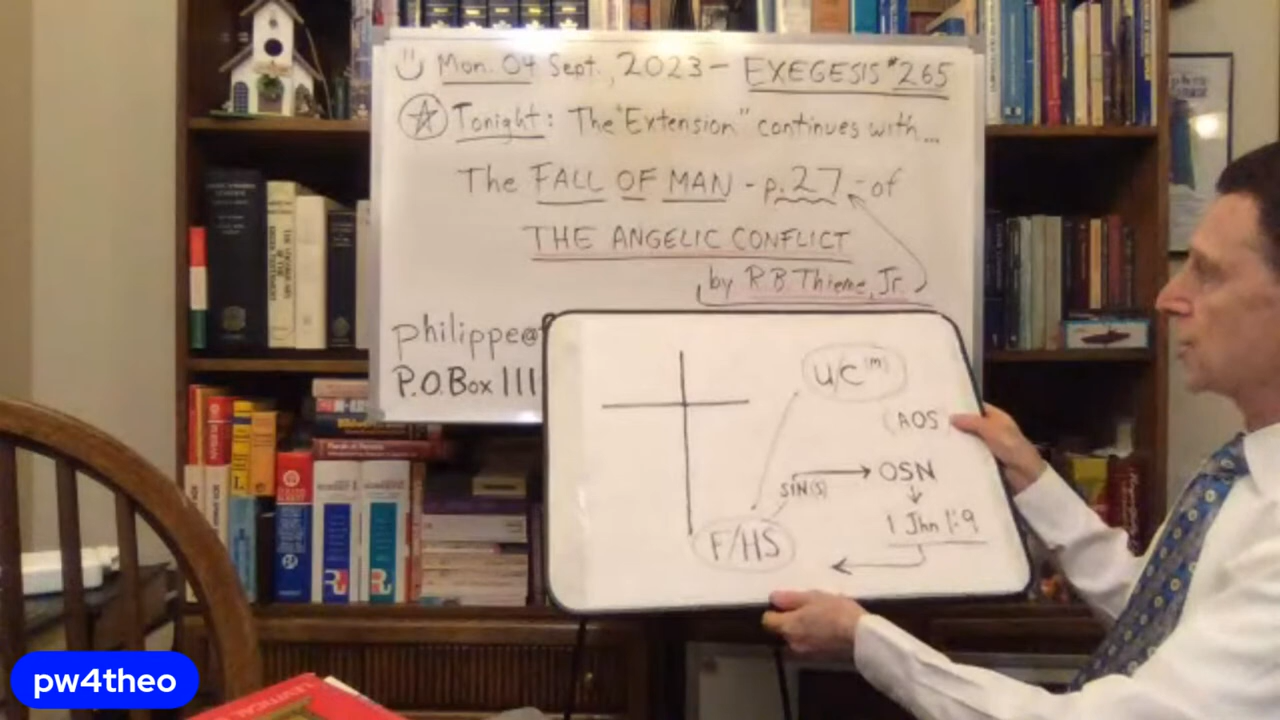 Mon. 04 Sept., 2023 - EXEGESIS #265
Tonight: The "Extension" continues with...
The FALL OF MAN - p.27 - of
THE ANGELIC CONFLICT
by R.B. Thieme, Jr.
philippe@
P.O. Box 111
U/C (m)
(AOS
SIN(S)
OSN
1 Jhn 1:9
F/HS
pw4theo